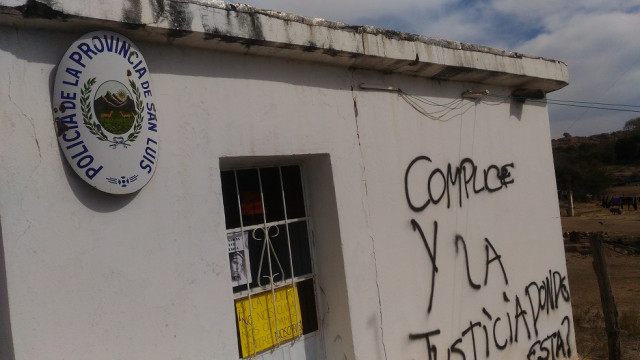 POLICIA DE LA PROVINCIA DE SAN LUIS
COMPLICE
Y LA
JUSTICIA DONDE
ESTA?